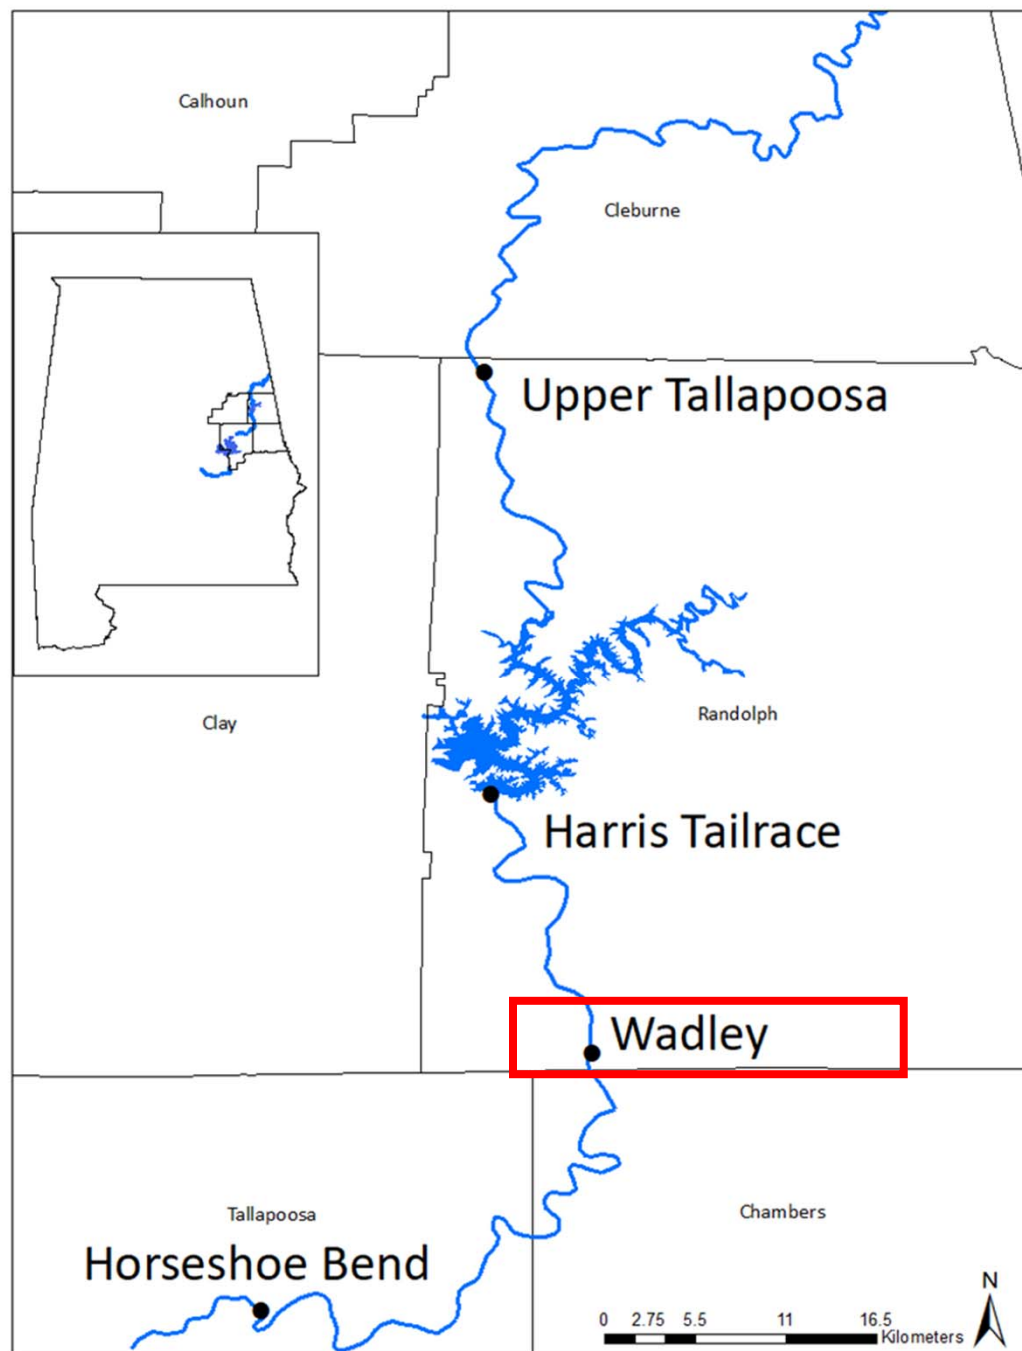 Calhoun
Cleburne
Upper Tallapoosa
Clay
Randolph
Harris Tailrace
Wadley
Tallapoosa
Chambers
Horseshoe Bend
N
0 2.75 5.5 11 16.5
Kilometers